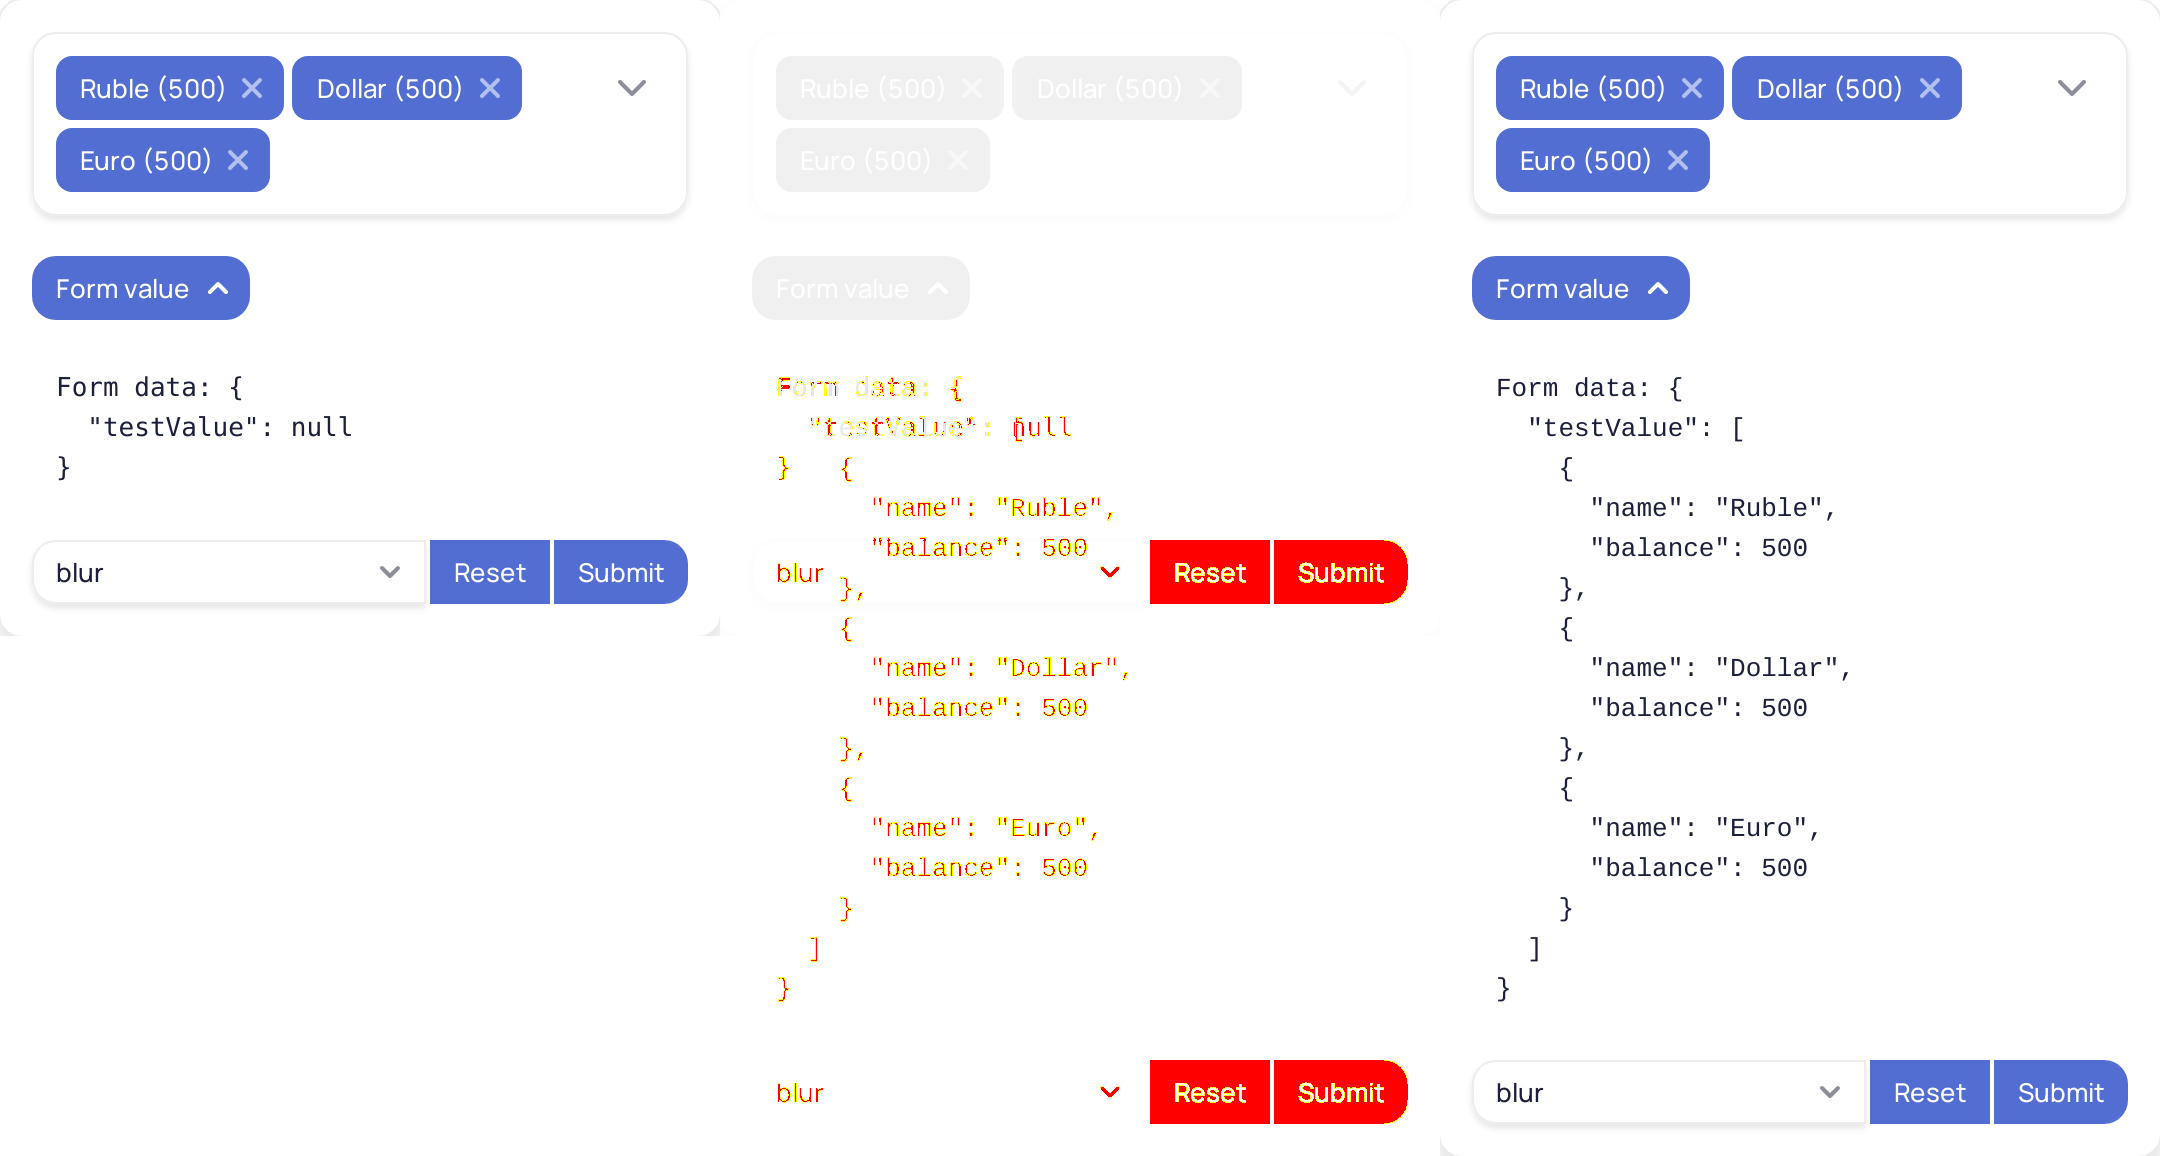 Ruble (500)
Dollar (500)
Euro (500)
Form value
Form data: {
  "testValue": null
}
blur
Reset
Submit
Ruble (500)
Dollar (500)
Euro (500)
Form value
Form data: {
  "testValue": null
}   {
      "name": "Ruble",
      "balance": 500
blur
Reset
Submit
    },
    {
      "name": "Dollar",
      "balance": 500
    },
    {
      "name": "Euro",
      "balance": 500
    }
  ]
}
blur
Reset
Submit
Ruble (500)
Dollar (500)
Euro (500)
Form value
Form data: {
  "testValue": [
    {
      "name": "Ruble",
      "balance": 500
    },
    {
      "name": "Dollar",
      "balance": 500
    },
    {
      "name": "Euro",
      "balance": 500
    }
  ]
}
blur
Reset
Submit